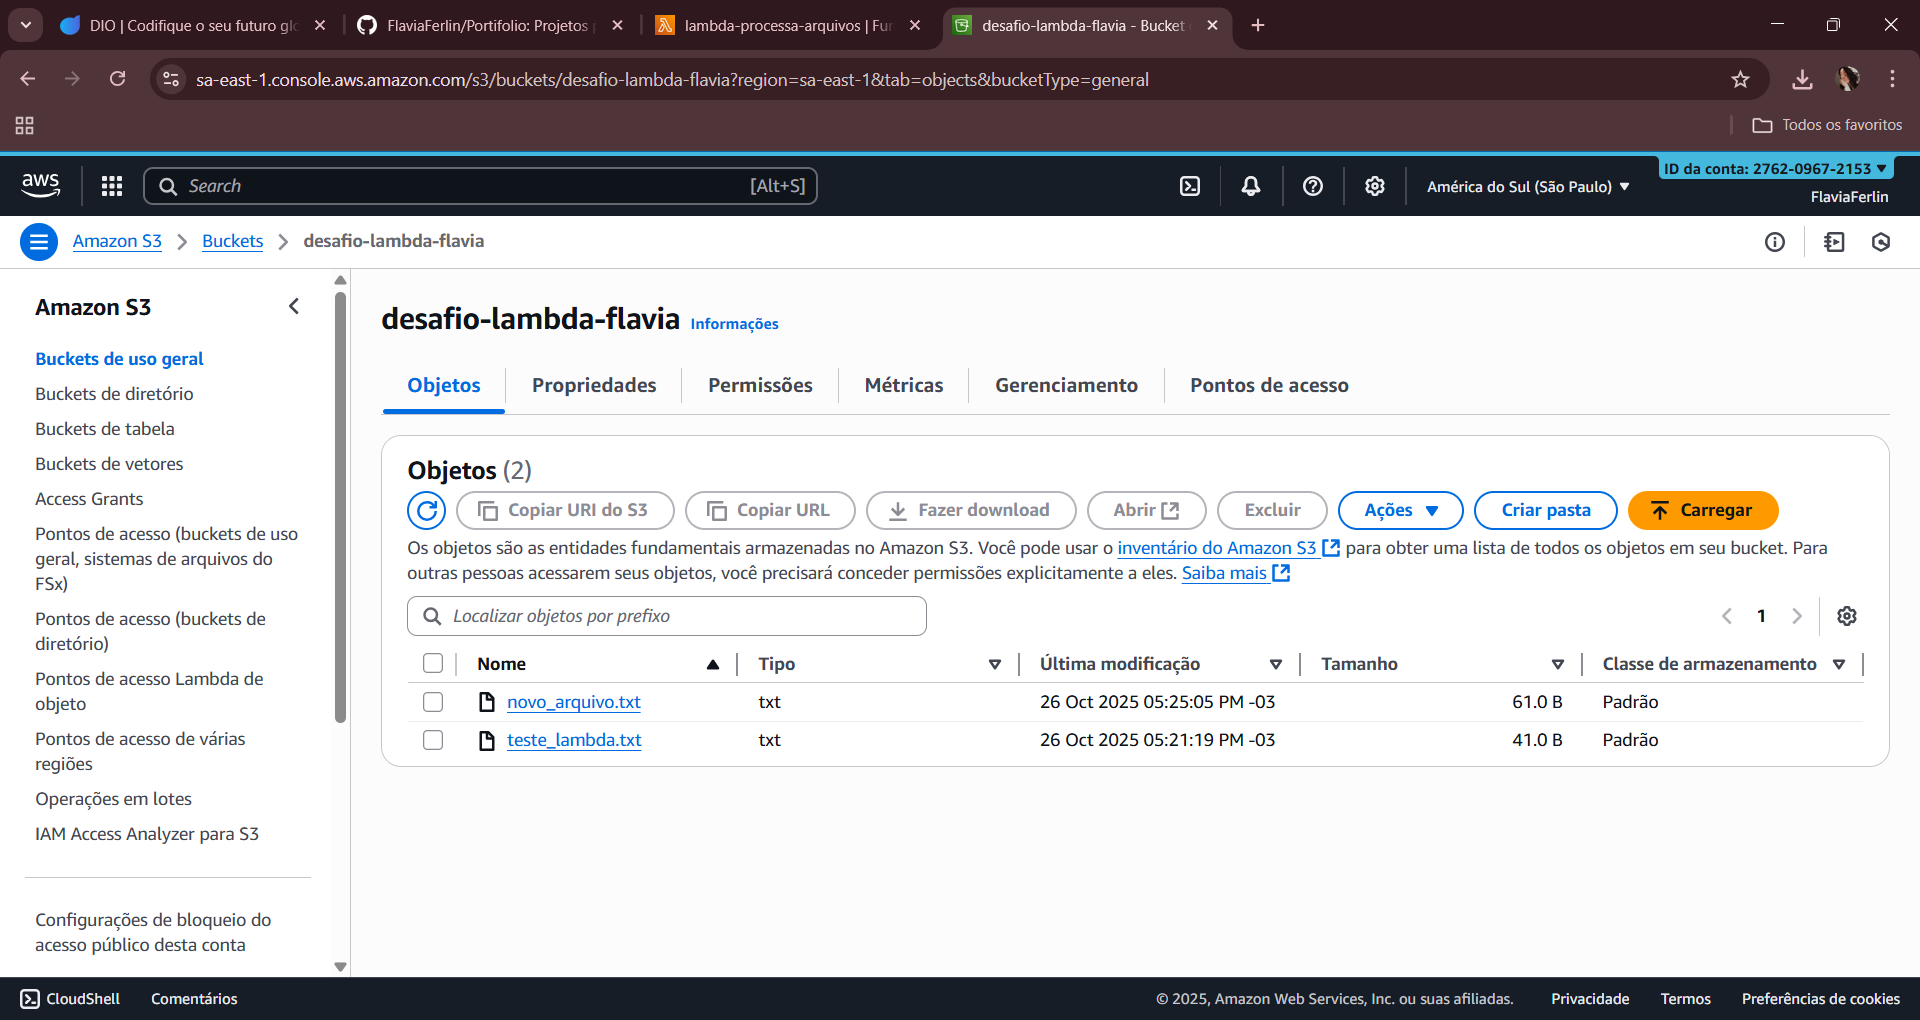 DIO | Codifique o seu futuro glo
FlaviaFerlin/Portifolio: Projetos p
lambda-processa-arquivos | Fun
desafio-lambda-flavia - Bucket
sa-east-1.console.aws.amazon.com/s3/buckets/desafio-lambda-flavia?region=sa-east-1&tab=objects&bucketType=general
Todos os favoritos
aws
Search
[Alt+S]
América do Sul (São Paulo)
ID da conta: 2762-0967-2153
FlaviaFerlin
Amazon S3
Buckets
desafio-lambda-flavia
Amazon S3
Buckets de uso geral
Buckets de diretório
Buckets de tabela
Buckets de vetores
Access Grants
Pontos de acesso (buckets de uso
geral, sistemas de arquivos do
FSx)
Pontos de acesso (buckets de
diretório)
Pontos de acesso Lambda de
objeto
Pontos de acesso de várias
regiões
Operações em lotes
IAM Access Analyzer para S3
Configurações de bloqueio do
acesso público desta conta
desafio-lambda-flavia Informações
Objetos
Propriedades
Permissões
Métricas
Gerenciamento
Pontos de acesso
Objetos (2)
Copiar URI do S3
Copiar URL
Fazer download
Abrir
Excluir
Ações
Criar pasta
Carregar
Os objetos são as entidades fundamentais armazenadas no Amazon S3. Você pode usar o inventário do Amazon S3 para obter uma lista de todos os objetos em seu bucket. Para
outras pessoas acessarem seus objetos, você precisará conceder permissões explicitamente a eles. Saiba mais
Localizar objetos por prefixo
1
Nome Tipo Última modificação Tamanho Classe de armazenamento
novo_arquivo.txt txt 26 Oct 2025 05:25:05 PM -03 61.0 B Padrão
teste_lambda.txt txt 26 Oct 2025 05:21:19 PM -03 41.0 B Padrão
CloudShell
Comentários
© 2025, Amazon Web Services, Inc. ou suas afiliadas.
Privacidade
Termos
Preferências de cookies